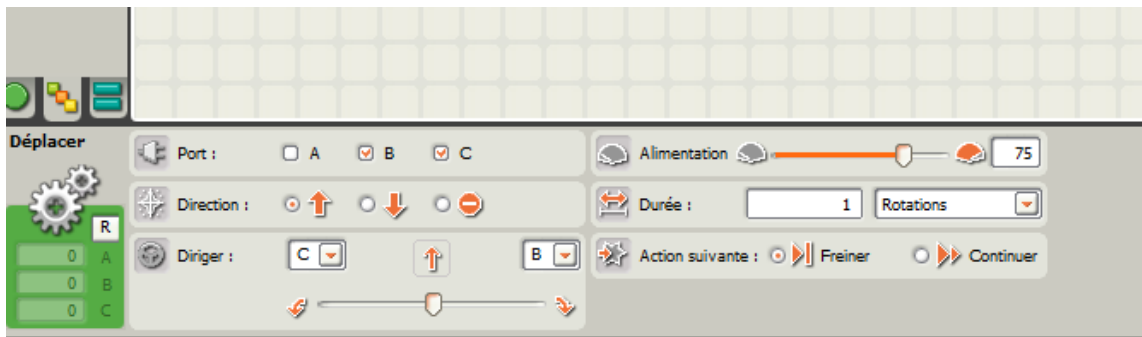 Déplacer
R
0 A
0 B
0 C
Port : A B C
Direction :
Diriger : C B
Alimentation 75
Durée : 1 Rotations
Action suivante : Freiner Continuer